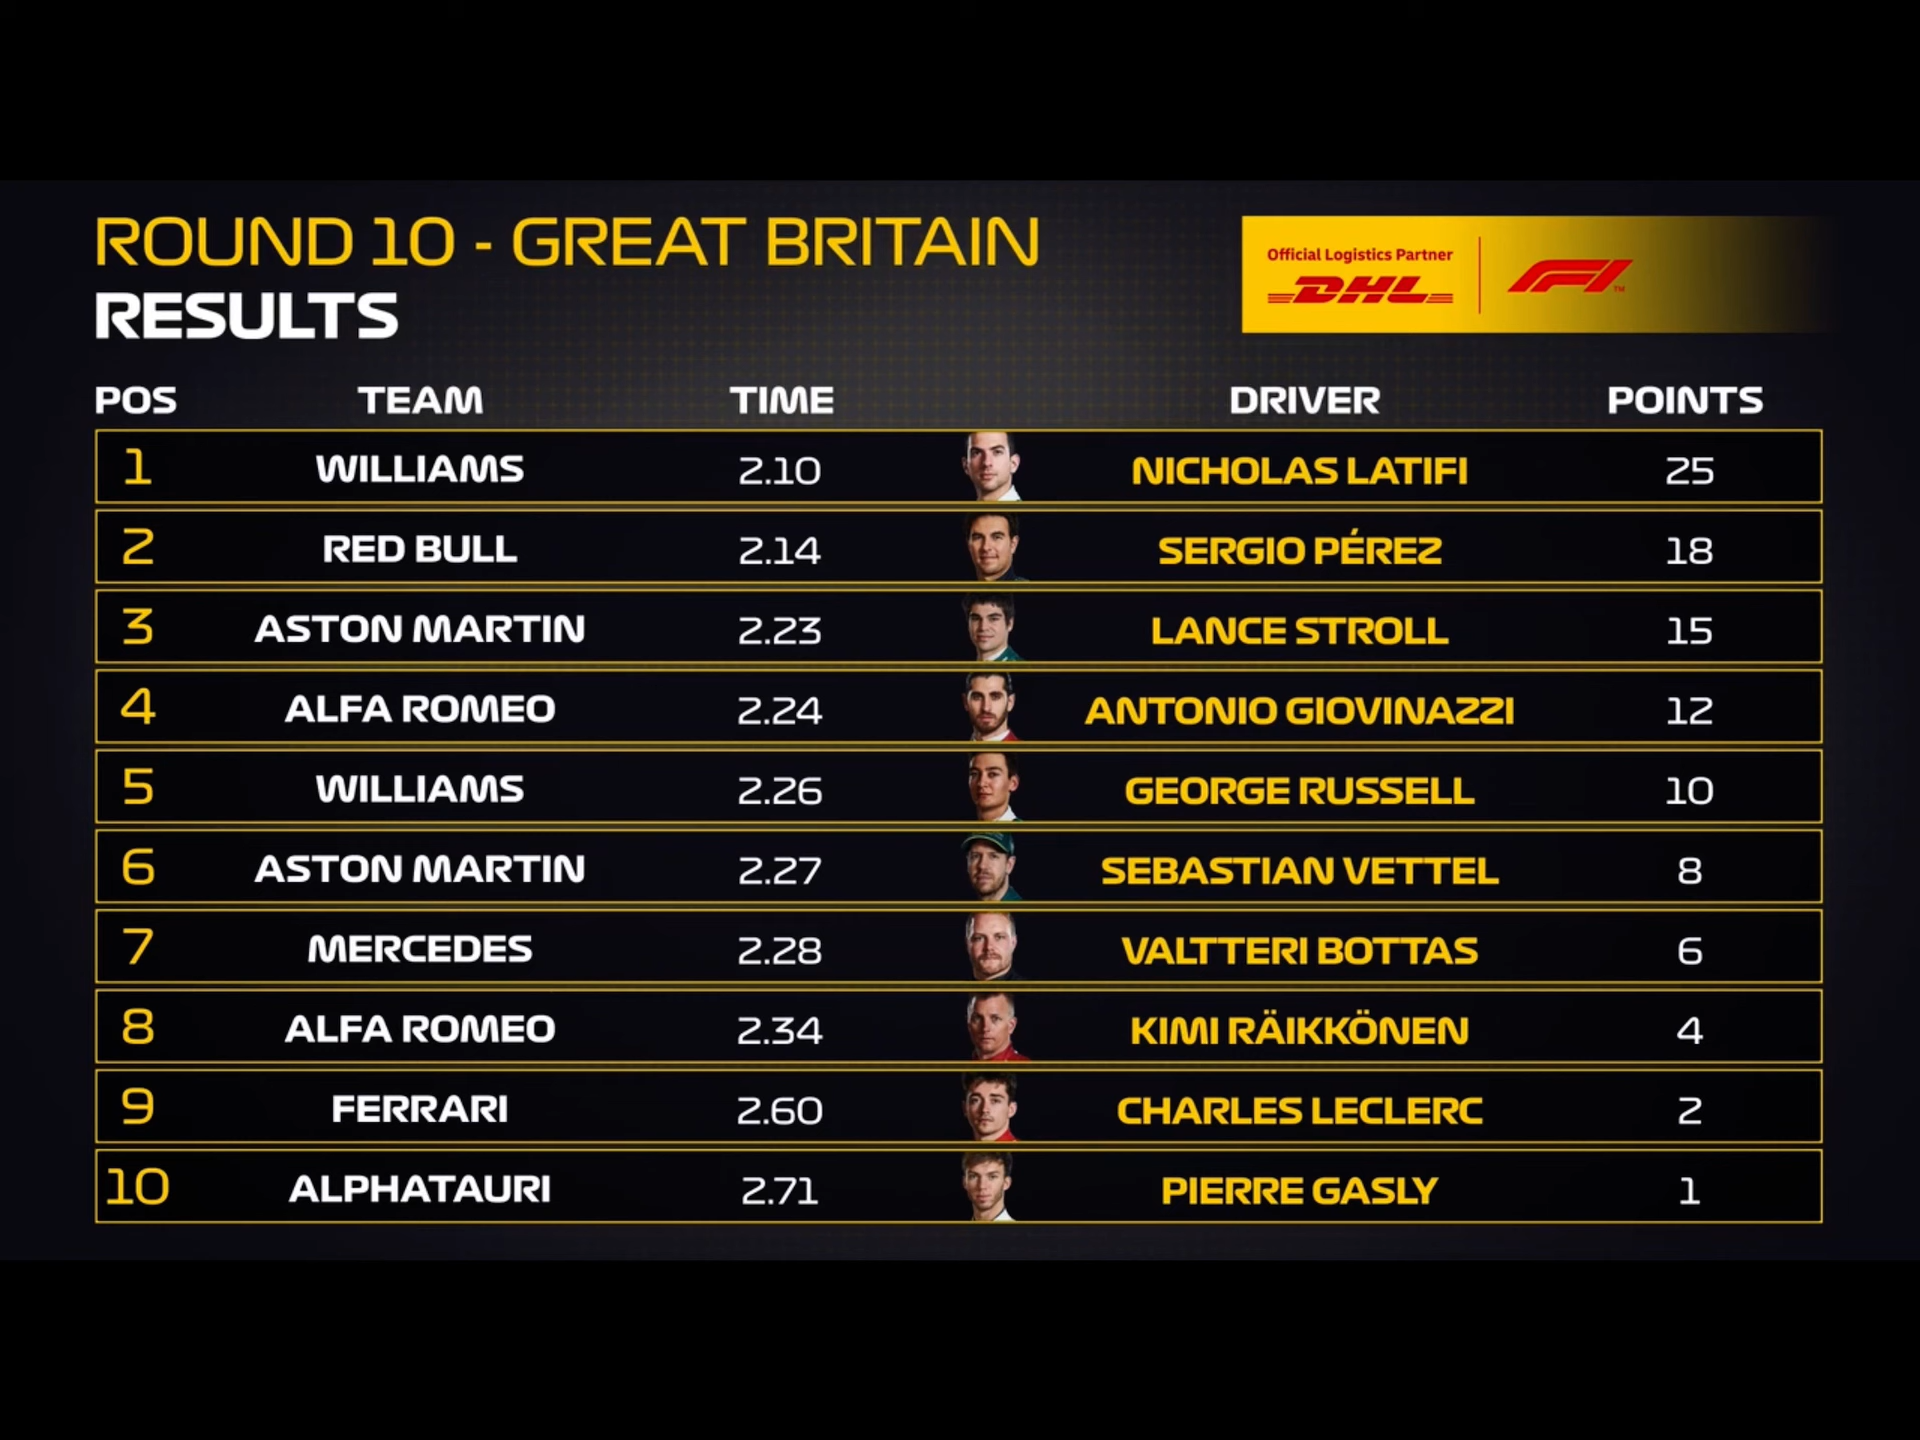 ROUND 10 - GREAT BRITAIN
RESULTS
Official Logistics Partner
DHL
F1
TM
POS TEAM TIME DRIVER POINTS
1 WILLIAMS 2.10 NICHOLAS LATIFI 25
2 RED BULL 2.14 SERGIO PÉREZ 18
3 ASTON MARTIN 2.23 LANCE STROLL 15
4 ALFA ROMEO 2.24 ANTONIO GIOVINAZZI 12
5 WILLIAMS 2.26 GEORGE RUSSELL 10
6 ASTON MARTIN 2.27 SEBASTIAN VETTEL 8
7 MERCEDES 2.28 VALTTERI BOTTAS 6
8 ALFA ROMEO 2.34 KIMI RÄIKKÖNEN 4
9 FERRARI 2.60 CHARLES LECLERC 2
10 ALPHATAURI 2.71 PIERRE GASLY 1